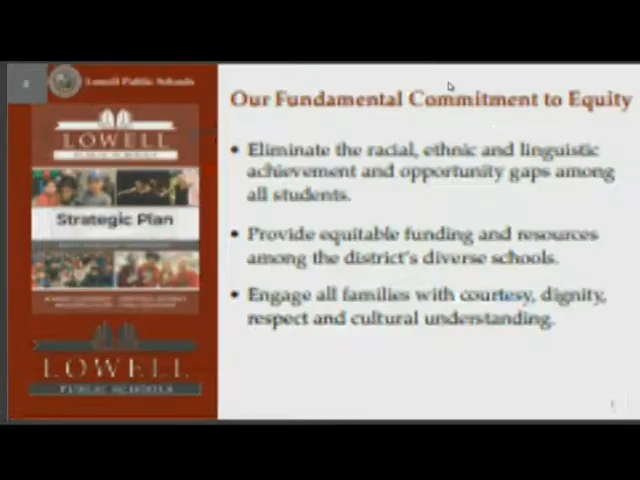 Lowell Public Schools
LOWELL
PUBLIC SCHOOLS
Strategic Plan
LOWELL
PUBLIC SCHOOLS
Our Fundamental Commitment to Equity
• Eliminate the racial, ethnic and linguistic
achievement and opportunity gaps among
all students.
• Provide equitable funding and resources
among the district's diverse schools.
• Engage all families with courtesy, dignity,
respect and cultural understanding.